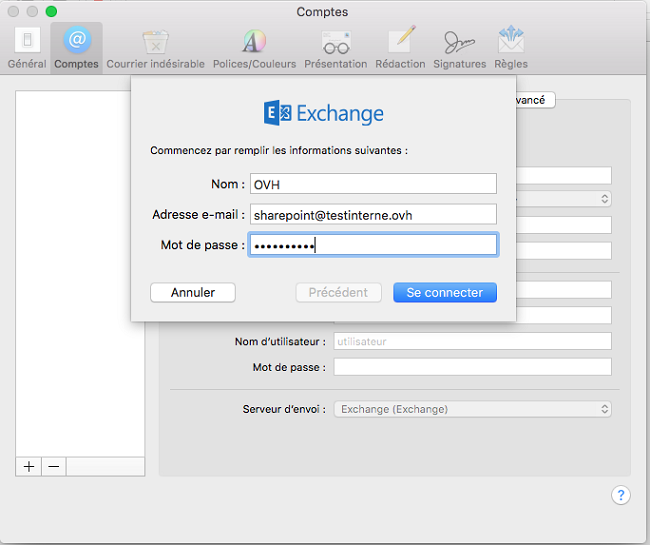 Comptes
Général Comptes Courrier indésirable Polices/Couleurs Présentation Rédaction Signatures Règles
vancé
Exchange
Commencez par remplir les informations suivantes :
Nom : OVH
Adresse e-mail : sharepoint@testinterne.ovh
Mot de passe : ••••••••••
Annuler Précédent Se connecter
Nom d'utilisateur : utilisateur
Mot de passe :
Serveur d'envoi : Exchange (Exchange)
+ −
?